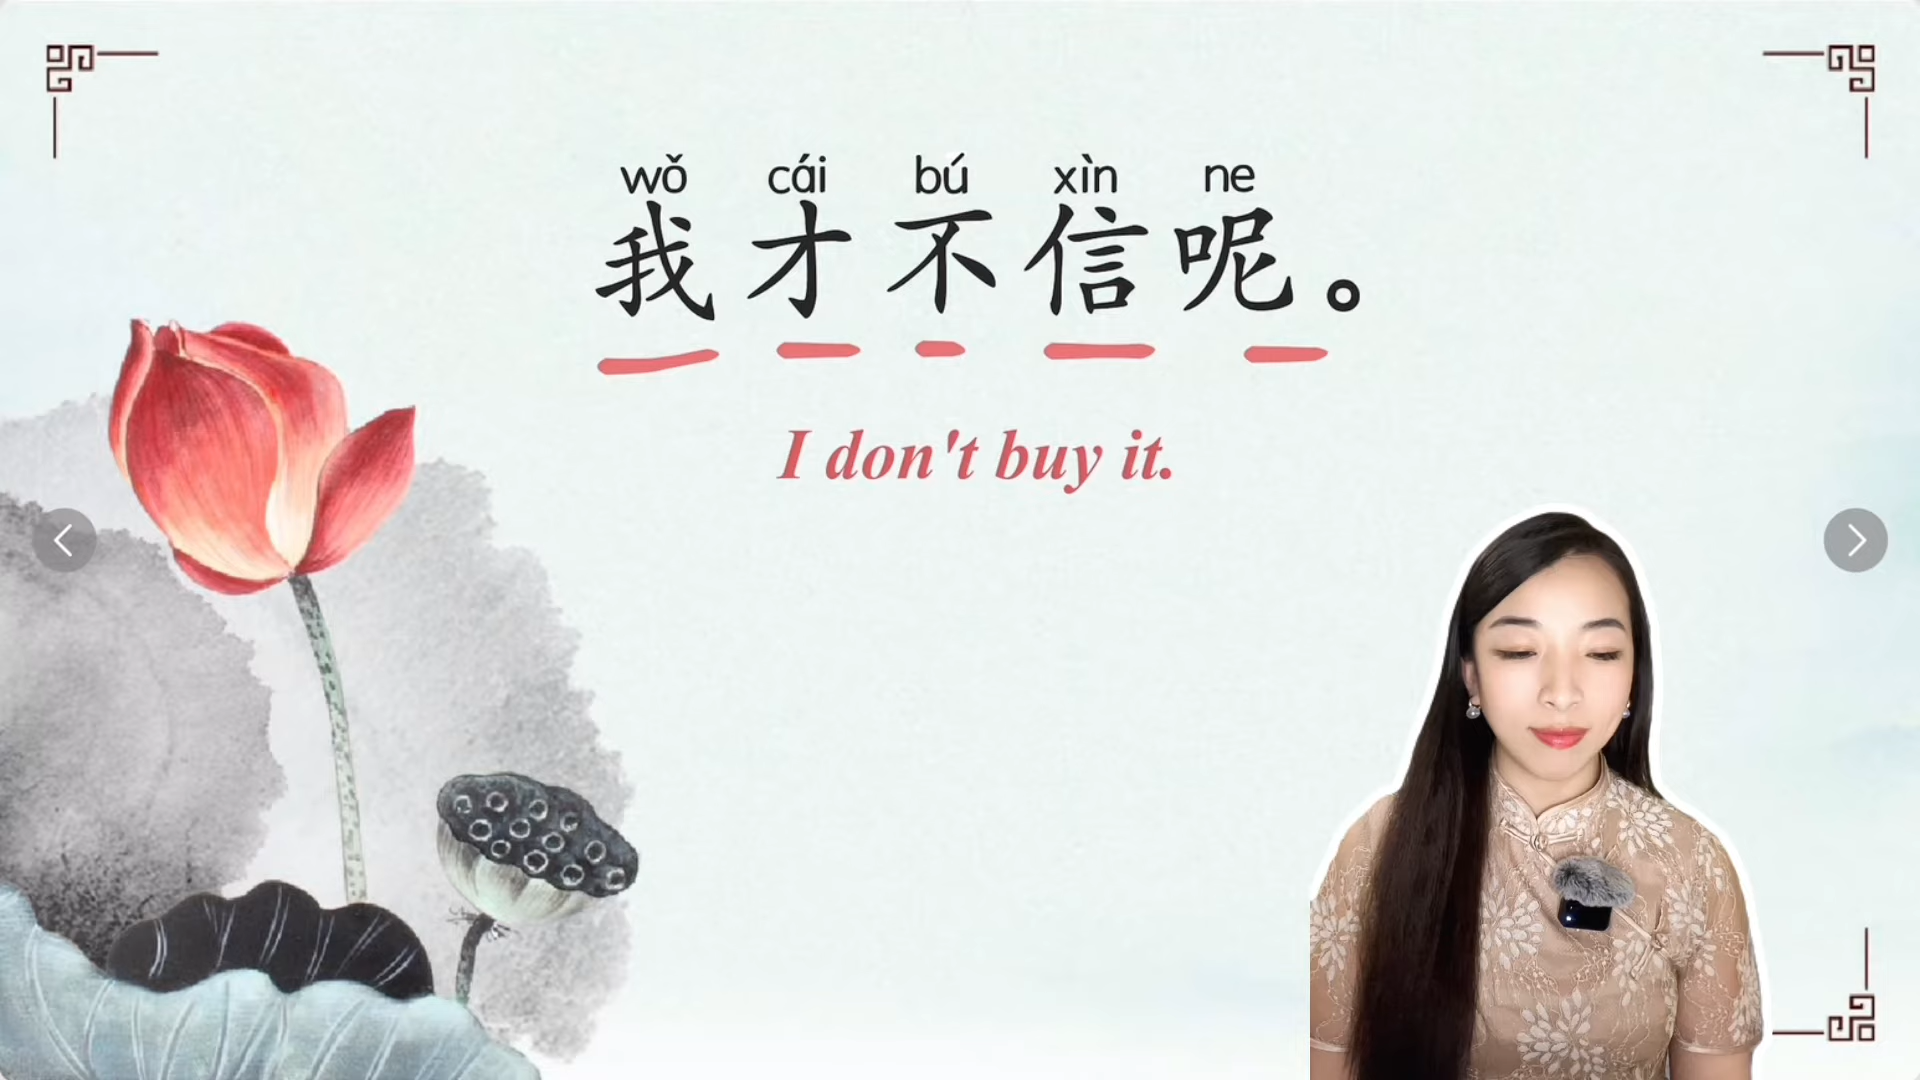 wǒ cái bú xìn ne
我才不信呢。
I don't buy it.